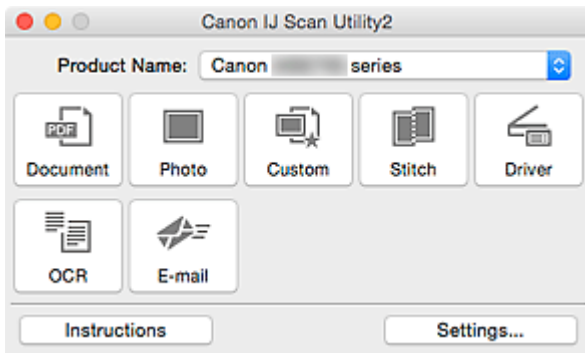 Canon IJ Scan Utility2
Product Name: Canon series
PDF
Document Photo Custom Stitch Driver
OCR E-mail
Instructions Settings...